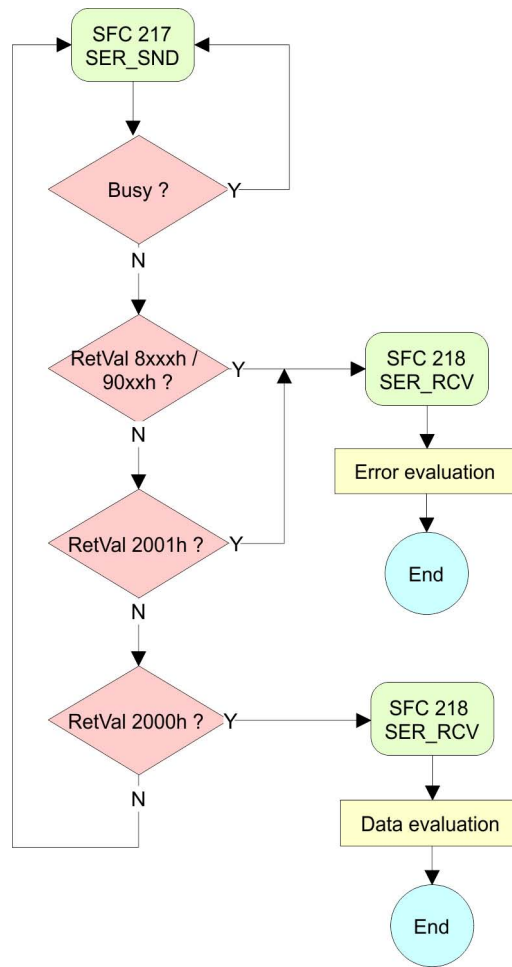 SFC 217
SER_SND
Busy ?
Y
N
RetVal 8xxxh /
90xxh ?
Y
SFC 218
SER_RCV
N
Error evaluation
RetVal 2001h ?
Y
End
N
RetVal 2000h ?
Y
SFC 218
SER_RCV
N
Data evaluation
End